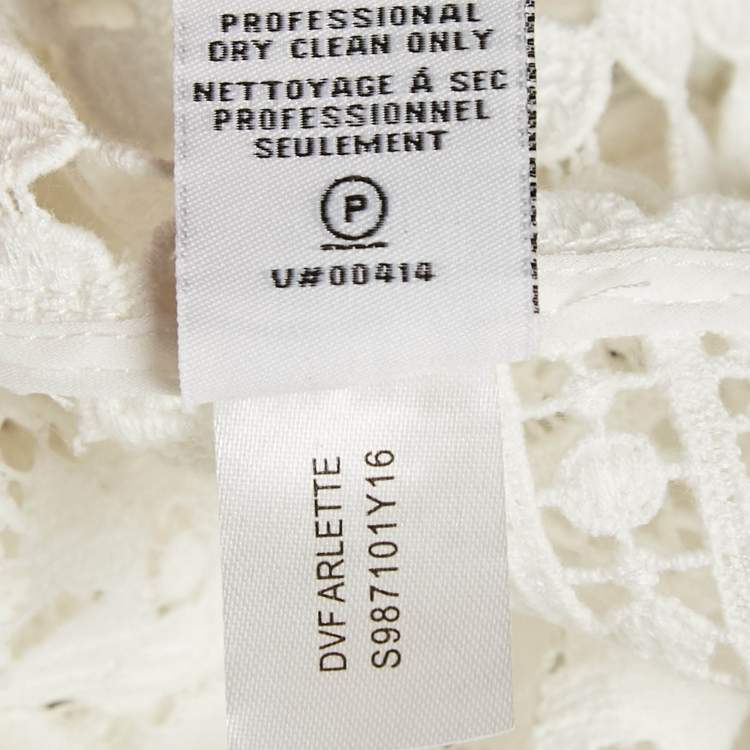 PROFESSIONAL
DRY CLEAN ONLY
NETTOYAGE Á SEC
PROFESSIONNEL
SEULEMENT
P
U#00414
DVF ARLETTE
S987101Y16